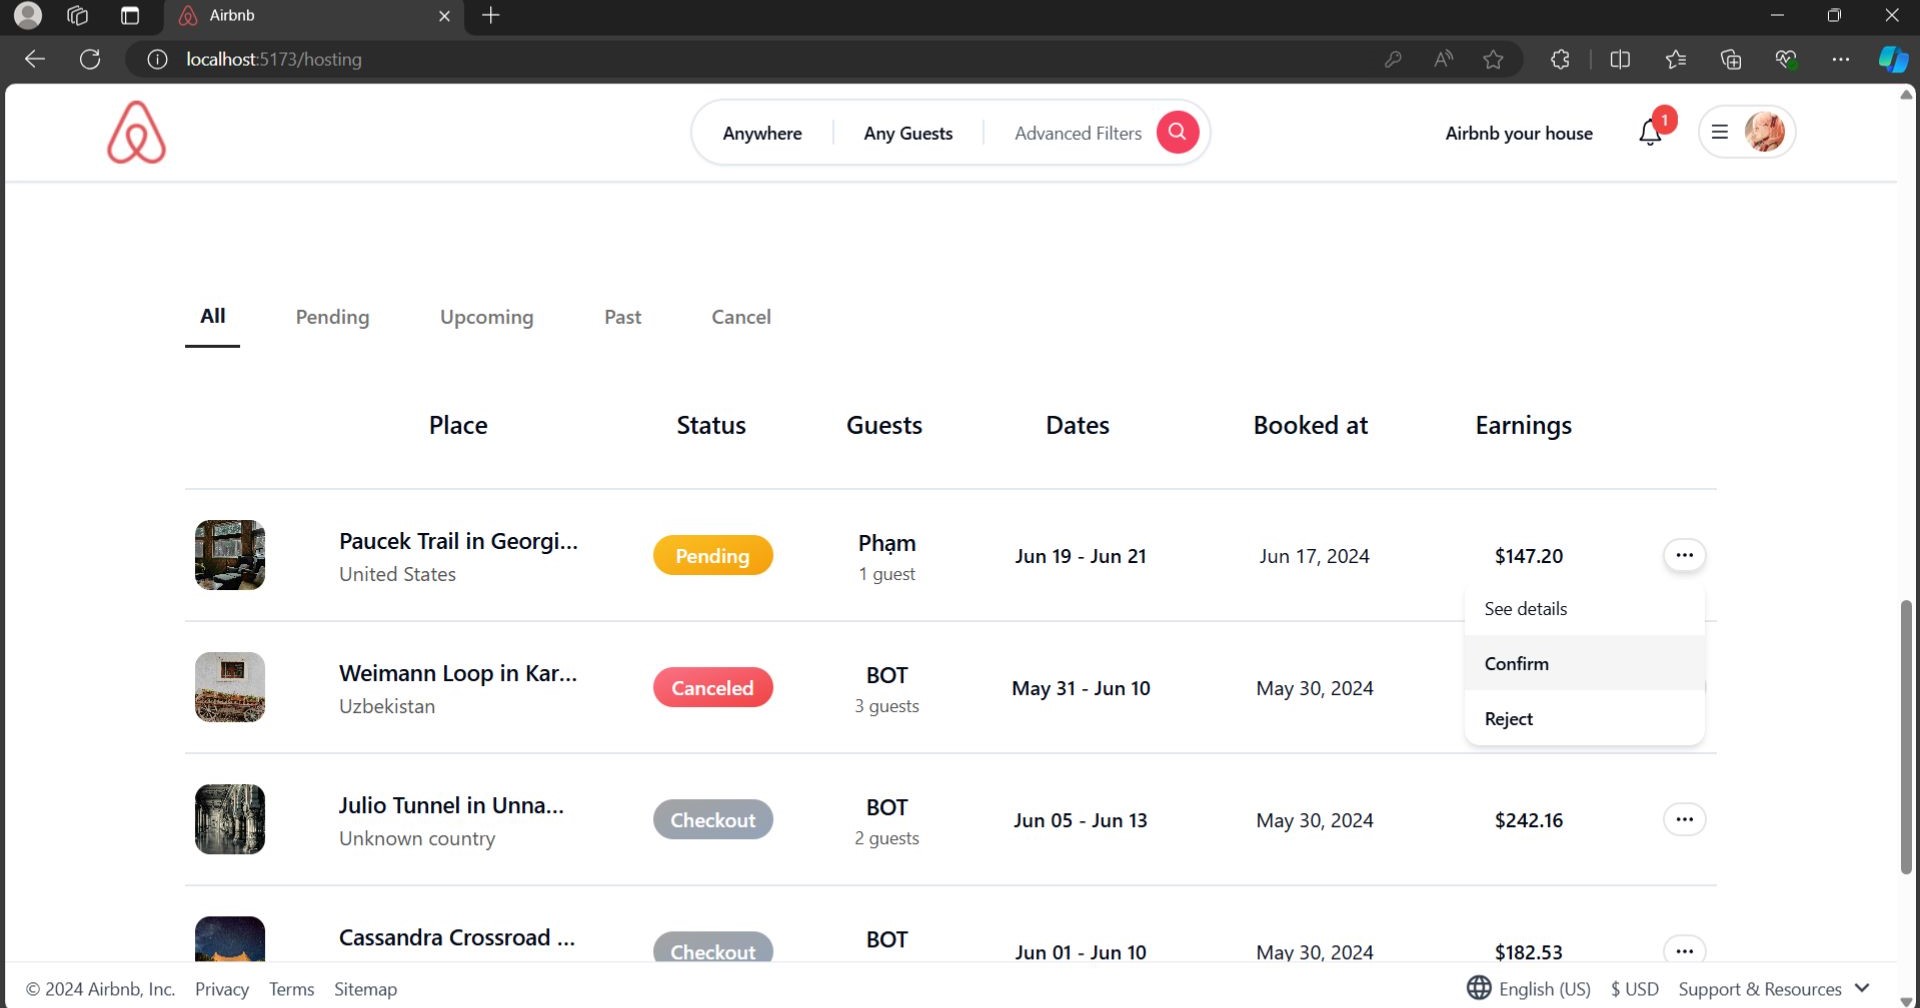 Airbnb
localhost:5173/hosting
Anywhere
Any Guests
Advanced Filters
Airbnb your house
1
All
Pending
Upcoming
Past
Cancel
Place
Status
Guests
Dates
Booked at
Earnings
Paucek Trail in Georgi...
United States
Pending
Phạm
1 guest
Jun 19 - Jun 21
Jun 17, 2024
$147.20
See details
Confirm
Reject
Weimann Loop in Kar...
Uzbekistan
Canceled
BOT
3 guests
May 31 - Jun 10
May 30, 2024
Julio Tunnel in Unna...
Unknown country
Checkout
BOT
2 guests
Jun 05 - Jun 13
May 30, 2024
$242.16
Cassandra Crossroad ...
Checkout
BOT
Jun 01 - Jun 10
May 30, 2024
$182.53
© 2024 Airbnb, Inc.
Privacy
Terms
Sitemap
English (US)
$ USD
Support & Resources